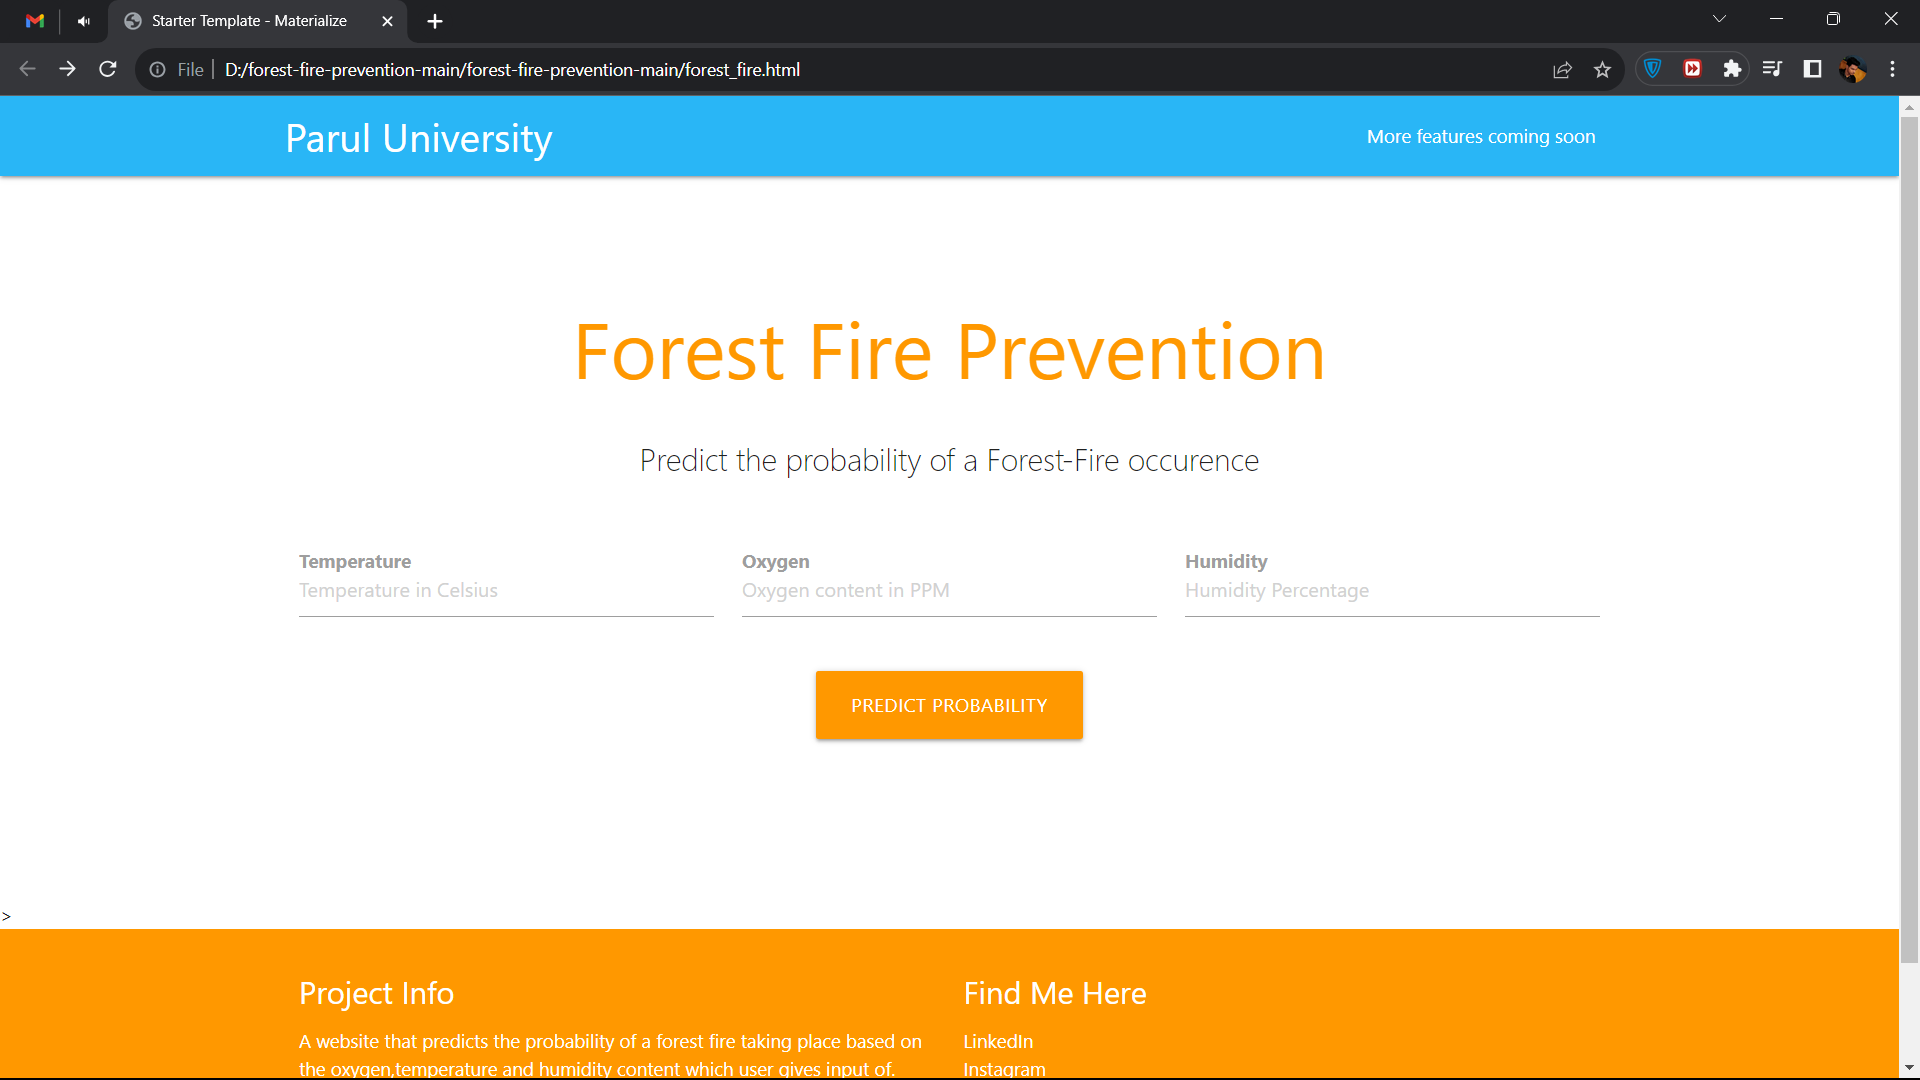 Starter Template - Materialize
File
D:/forest-fire-prevention-main/forest-fire-prevention-main/forest_fire.html
Parul University
More features coming soon
Forest Fire Prevention
Predict the probability of a Forest-Fire occurence
Temperature
Oxygen
Humidity
Temperature in Celsius
Oxygen content in PPM
Humidity Percentage
PREDICT PROBABILITY
>
Project Info
Find Me Here
A website that predicts the probability of a forest fire taking place based on
the oxygen,temperature and humidity content which user gives input of.
LinkedIn
Instagram